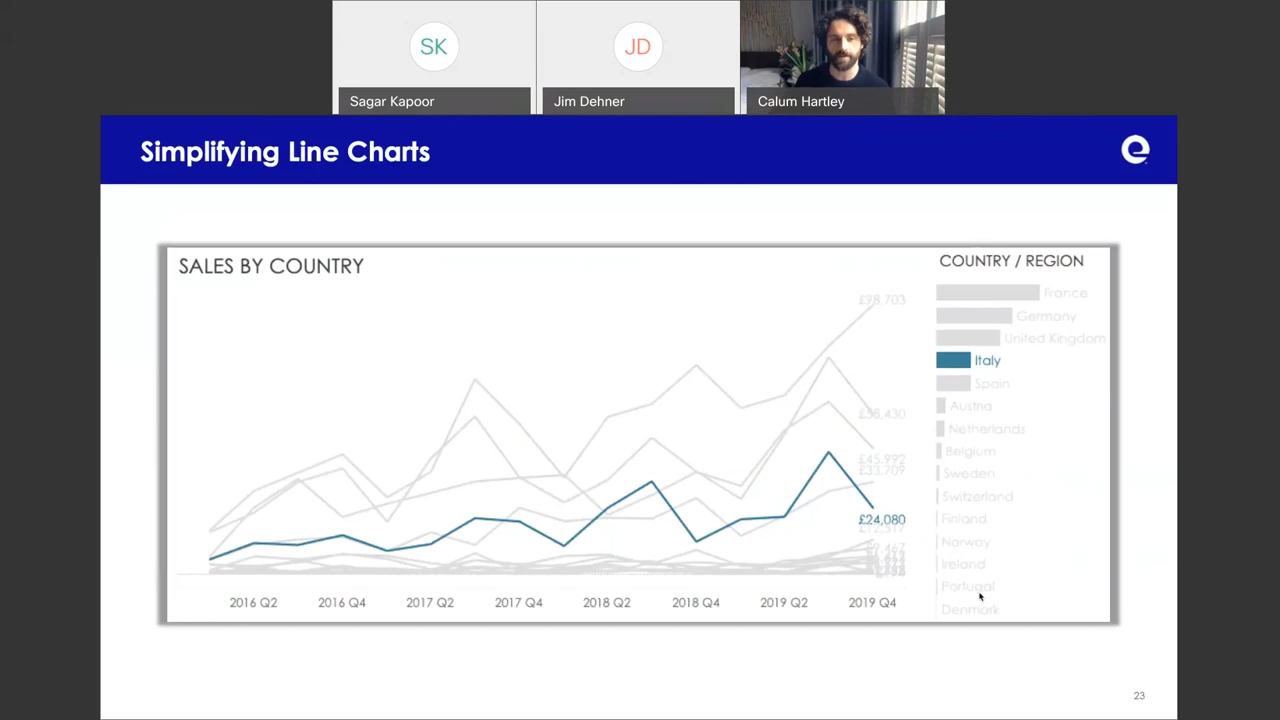 SK
JD
Sagar Kapoor
Jim Dehner
Calum Hartley
Simplifying Line Charts
SALES BY COUNTRY
COUNTRY / REGION
£98,703
£58,430
£45,992
£33,709
£24,080
2016 Q2
2016 Q4
2017 Q2
2017 Q4
2018 Q2
2018 Q4
2019 Q2
2019 Q4
France
Germany
United Kingdom
Italy
Spain
Austria
Netherlands
Belgium
Sweden
Switzerland
Finland
Norway
Ireland
Portugal
Denmark
23